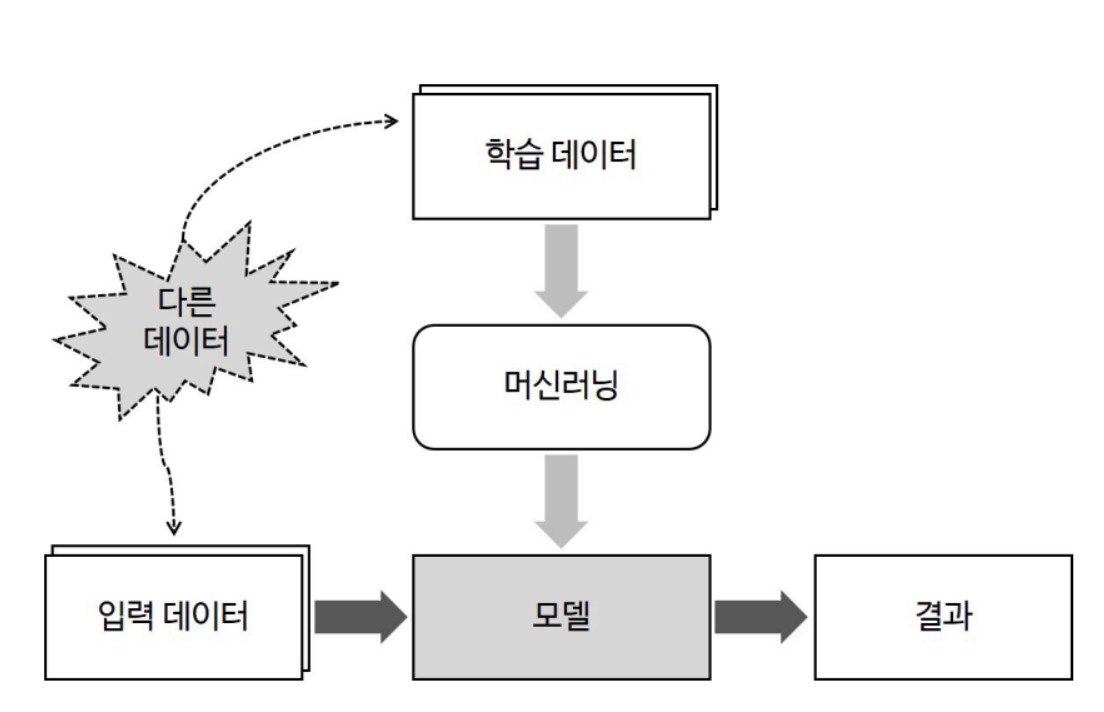 학습 데이터
다른
데이터
머신러닝
입력 데이터
모델
결과